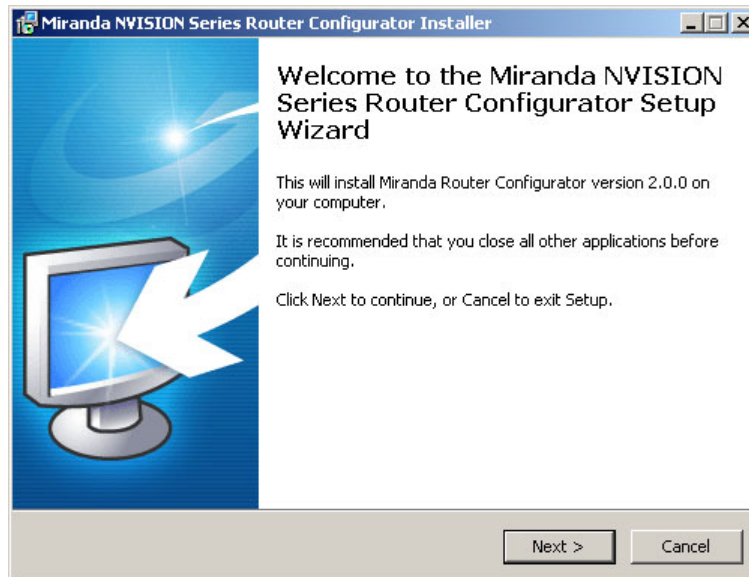 Miranda NVISION Series Router Configurator Installer
Welcome to the Miranda NVISION
Series Router Configurator Setup
Wizard
This will install Miranda Router Configurator version 2.0.0 on
your computer.
It is recommended that you close all other applications before
continuing.
Click Next to continue, or Cancel to exit Setup.
Next >
Cancel